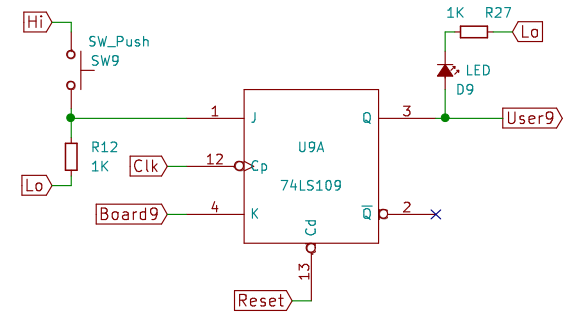 Hi
SW_Push
SW9
1K R27
Lo
LED
D9
1
J
Q
3
User9
R12
1K
U9A
Clk
12
Cp
74LS109
Lo
Board9
4
K
Q
2
Cd
13
Reset